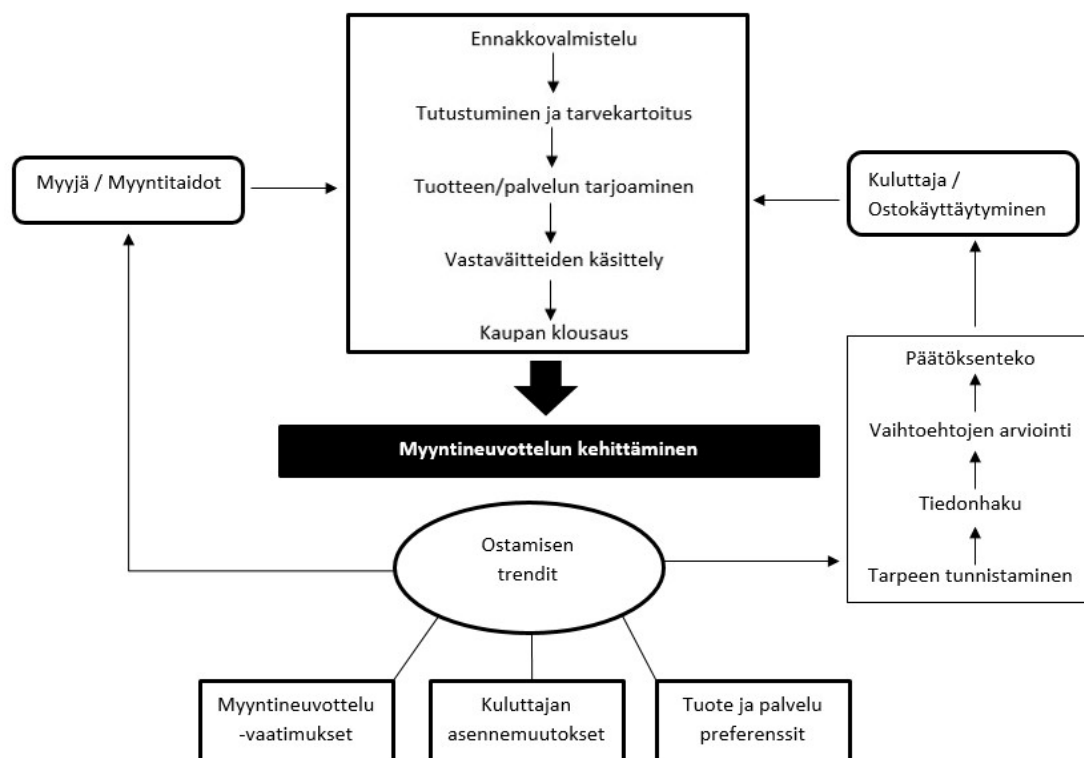 Ennakkovalmistelu
Tutustuminen ja tarvekartoitus
Tuotteen/palvelun tarjoaminen
Vastaväitteiden käsittely
Kaupan klousaus
Myyjä / Myyntitaidot
Kuluttaja /
Ostokäyttäytyminen
Päätöksenteko
Vaihtoehtojen arviointi
Tiedonhaku
Tarpeen tunnistaminen
Myyntineuvottelun kehittäminen
Ostamisen
trendit
Myyntineuvottelu
-vaatimukset
Kuluttajan
asennemuutokset
Tuote ja palvelu
preferenssit